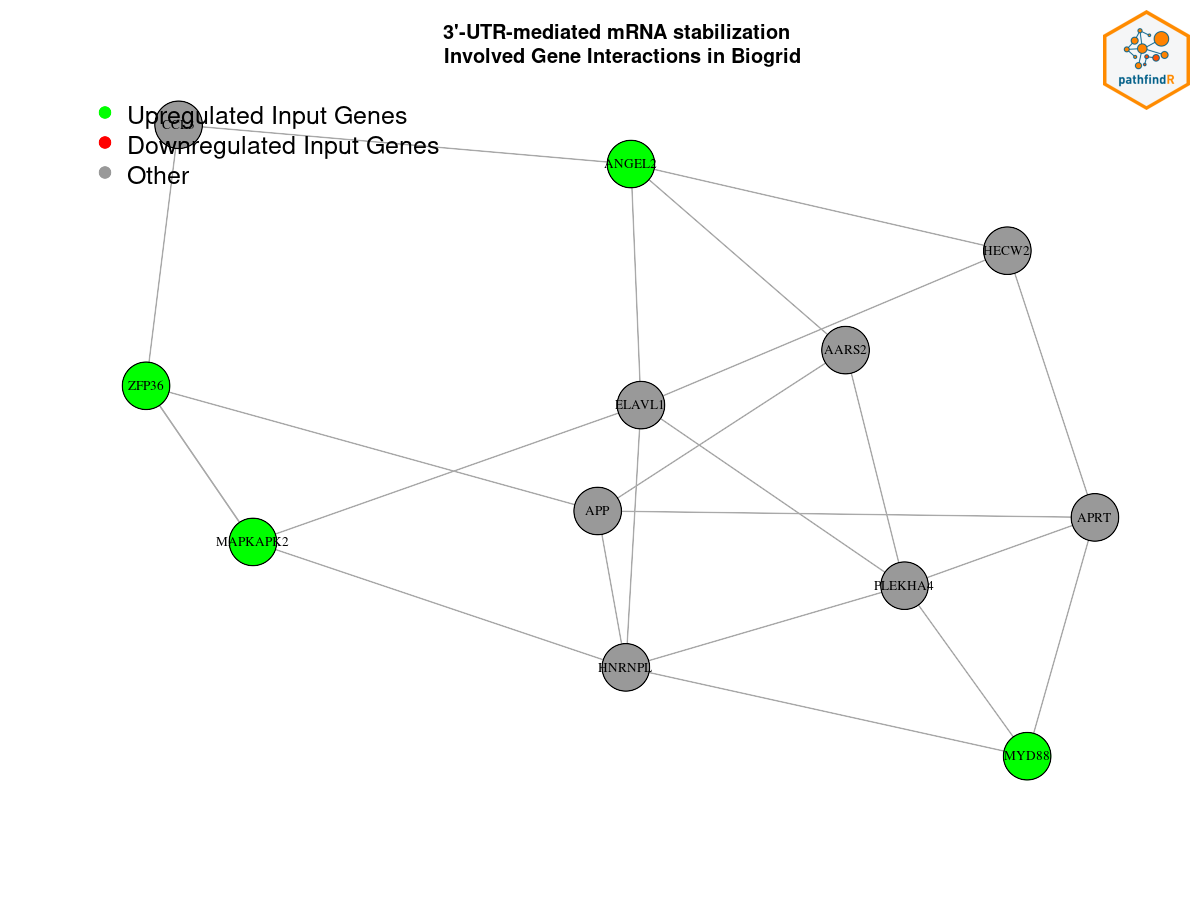 3'-UTR-mediated mRNA stabilization
Involved Gene Interactions in Biogrid
pathfindR
Upregulated Input Genes
Downregulated Input Genes
Other
ANGEL2
HECW2
AARS2
ZFP36
ELAVL1
APP
APRT
MAPKAPK2
PLEKHA4
HNRNPL
MYD88